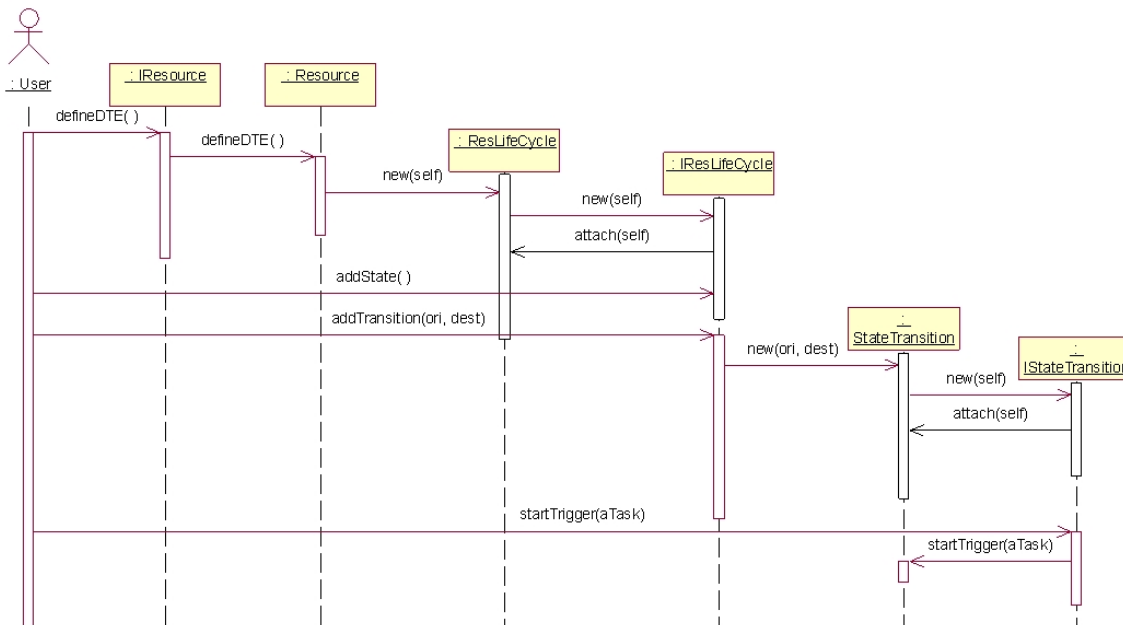 : User
: IResource
: Resource
defineDTE( )
defineDTE( )
: ResLifeCycle
: IResLifeCycle
new(self)
new(self)
attach(self)
addState( )
addTransition(ori, dest)
:
StateTransition
new(ori, dest)
:
IStateTransition
new(self)
attach(self)
startTrigger(aTask)
startTrigger(aTask)